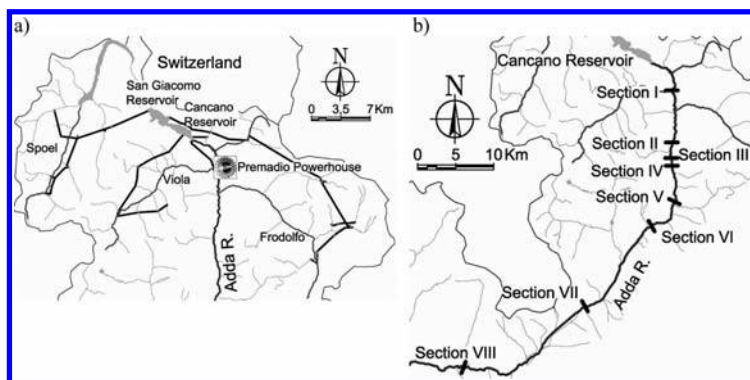 a)
Switzerland
N
San Giacomo
Reservoir
Cancano
Reservoir
0 3.5 7 Km
Spoel
Premadio Powerhouse
Viola
Frodolfo
Adda R.
b)
Cancano Reservoir
N
Section I
0 5 10 Km
Section II
Section III
Section IV
Section V
Section VI
Adda R.
Section VII
Section VIII